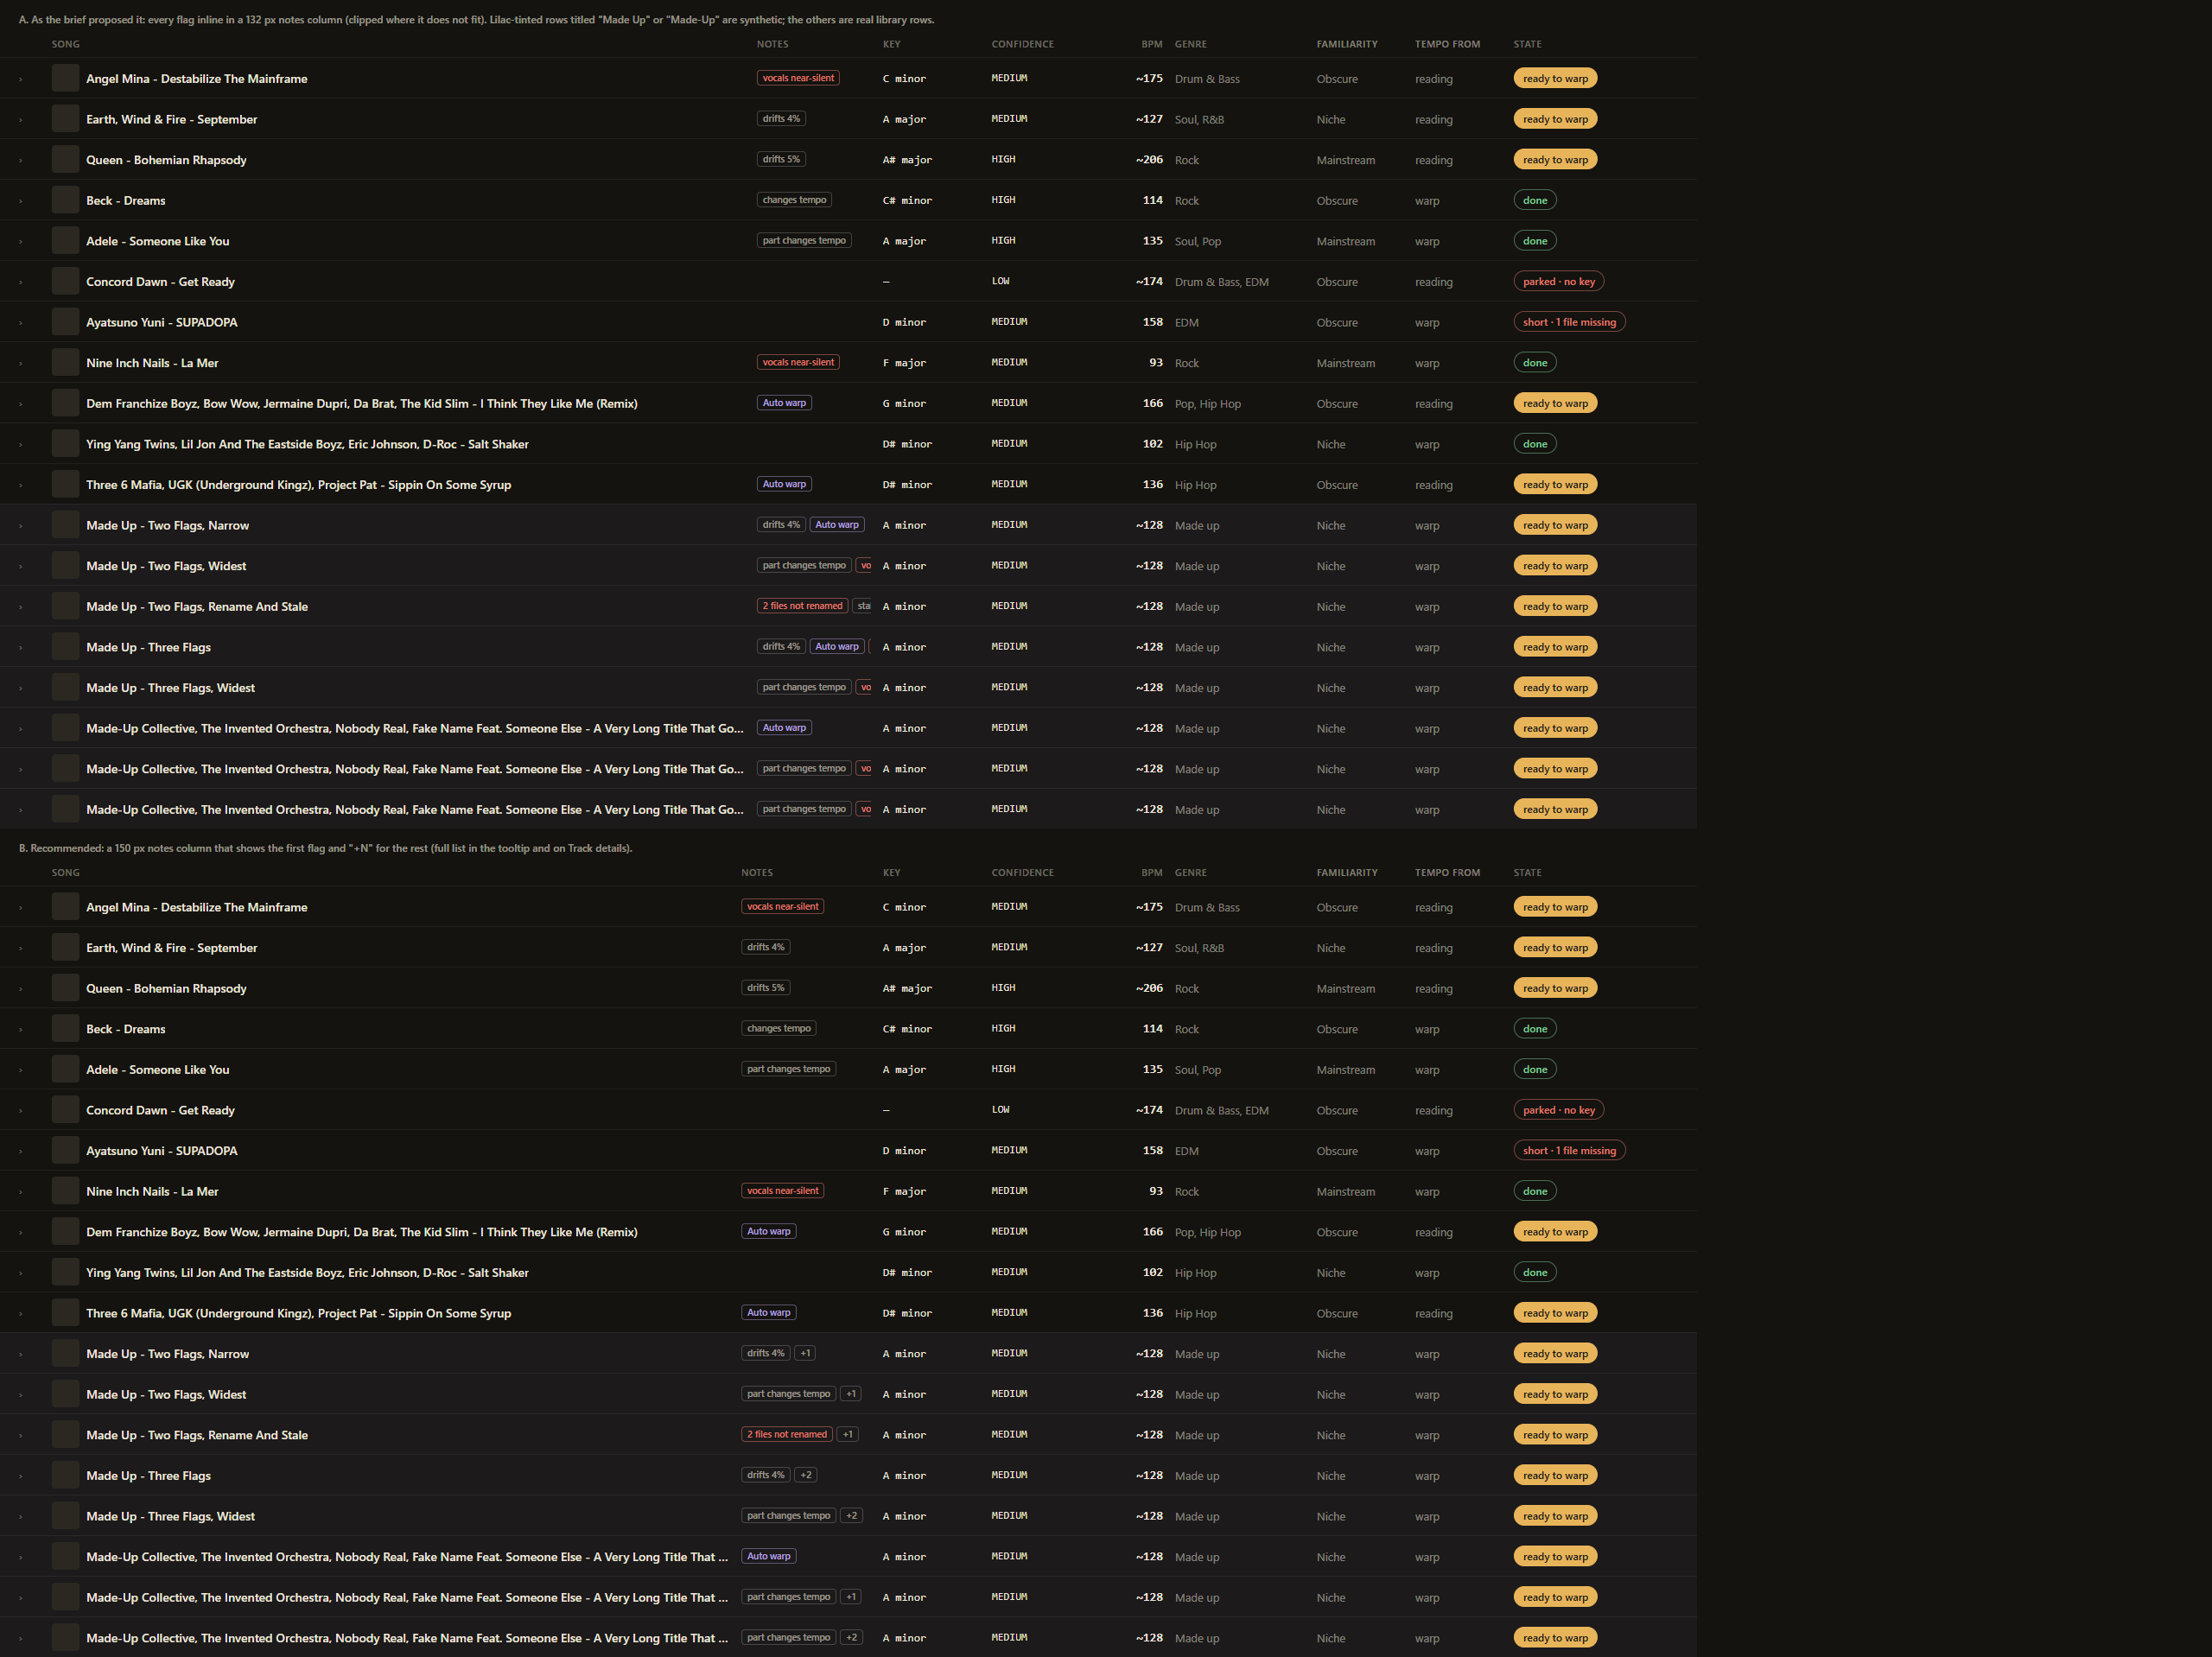 A. As the brief proposed it: every flag inline in a 132 px notes column (clipped where it does not fit). Lilac-tinted rows titled "Made Up" or "Made-Up" are synthetic; the others are real library rows.
SONG NOTES KEY CONFIDENCE BPM GENRE FAMILIARITY TEMPO FROM STATE
› Angel Mina - Destabilize The Mainframe vocals near-silent C minor MEDIUM ~175 Drum & Bass Obscure reading ready to warp
› Earth, Wind & Fire - September drifts 4% A major MEDIUM ~127 Soul, R&B Niche reading ready to warp
› Queen - Bohemian Rhapsody drifts 5% A# major HIGH ~206 Rock Mainstream reading ready to warp
› Beck - Dreams changes tempo C# minor HIGH 114 Rock Obscure warp done
› Adele - Someone Like You part changes tempo A major HIGH 135 Soul, Pop Mainstream warp done
› Concord Dawn - Get Ready — LOW ~174 Drum & Bass, EDM Obscure reading parked · no key
› Ayatsuno Yuni - SUPADOPA D minor MEDIUM 158 EDM Obscure warp short · 1 file missing
› Nine Inch Nails - La Mer vocals near-silent F major MEDIUM 93 Rock Mainstream warp done
› Dem Franchize Boyz, Bow Wow, Jermaine Dupri, Da Brat, The Kid Slim - I Think They Like Me (Remix) Auto warp G minor MEDIUM 166 Pop, Hip Hop Obscure reading ready to warp
› Ying Yang Twins, Lil Jon And The Eastside Boyz, Eric Johnson, D-Roc - Salt Shaker D# minor MEDIUM 102 Hip Hop Niche warp done
› Three 6 Mafia, UGK (Underground Kingz), Project Pat - Sippin On Some Syrup Auto warp D# minor MEDIUM 136 Hip Hop Obscure reading ready to warp
› Made Up - Two Flags, Narrow drifts 4% Auto warp A minor MEDIUM ~128 Made up Niche warp ready to warp
› Made Up - Two Flags, Widest part changes tempo vo A minor MEDIUM ~128 Made up Niche warp ready to warp
› Made Up - Two Flags, Rename And Stale 2 files not renamed sta A minor MEDIUM ~128 Made up Niche warp ready to warp
› Made Up - Three Flags drifts 4% Auto warp A minor MEDIUM ~128 Made up Niche warp ready to warp
› Made Up - Three Flags, Widest part changes tempo vo A minor MEDIUM ~128 Made up Niche warp ready to warp
› Made-Up Collective, The Invented Orchestra, Nobody Real, Fake Name Feat. Someone Else - A Very Long Title That Go... Auto warp A minor MEDIUM ~128 Made up Niche warp ready to warp
› Made-Up Collective, The Invented Orchestra, Nobody Real, Fake Name Feat. Someone Else - A Very Long Title That Go... part changes tempo vo A minor MEDIUM ~128 Made up Niche warp ready to warp
› Made-Up Collective, The Invented Orchestra, Nobody Real, Fake Name Feat. Someone Else - A Very Long Title That Go... part changes tempo vo A minor MEDIUM ~128 Made up Niche warp ready to warp
B. Recommended: a 150 px notes column that shows the first flag and "+N" for the rest (full list in the tooltip and on Track details).
SONG NOTES KEY CONFIDENCE BPM GENRE FAMILIARITY TEMPO FROM STATE
› Angel Mina - Destabilize The Mainframe vocals near-silent C minor MEDIUM ~175 Drum & Bass Obscure reading ready to warp
› Earth, Wind & Fire - September drifts 4% A major MEDIUM ~127 Soul, R&B Niche reading ready to warp
› Queen - Bohemian Rhapsody drifts 5% A# major HIGH ~206 Rock Mainstream reading ready to warp
› Beck - Dreams changes tempo C# minor HIGH 114 Rock Obscure warp done
› Adele - Someone Like You part changes tempo A major HIGH 135 Soul, Pop Mainstream warp done
› Concord Dawn - Get Ready — LOW ~174 Drum & Bass, EDM Obscure reading parked · no key
› Ayatsuno Yuni - SUPADOPA D minor MEDIUM 158 EDM Obscure warp short · 1 file missing
› Nine Inch Nails - La Mer vocals near-silent F major MEDIUM 93 Rock Mainstream warp done
› Dem Franchize Boyz, Bow Wow, Jermaine Dupri, Da Brat, The Kid Slim - I Think They Like Me (Remix) Auto warp G minor MEDIUM 166 Pop, Hip Hop Obscure reading ready to warp
› Ying Yang Twins, Lil Jon And The Eastside Boyz, Eric Johnson, D-Roc - Salt Shaker D# minor MEDIUM 102 Hip Hop Niche warp done
› Three 6 Mafia, UGK (Underground Kingz), Project Pat - Sippin On Some Syrup Auto warp D# minor MEDIUM 136 Hip Hop Obscure reading ready to warp
› Made Up - Two Flags, Narrow drifts 4% +1 A minor MEDIUM ~128 Made up Niche warp ready to warp
› Made Up - Two Flags, Widest part changes tempo +1 A minor MEDIUM ~128 Made up Niche warp ready to warp
› Made Up - Two Flags, Rename And Stale 2 files not renamed +1 A minor MEDIUM ~128 Made up Niche warp ready to warp
› Made Up - Three Flags drifts 4% +2 A minor MEDIUM ~128 Made up Niche warp ready to warp
› Made Up - Three Flags, Widest part changes tempo +2 A minor MEDIUM ~128 Made up Niche warp ready to warp
› Made-Up Collective, The Invented Orchestra, Nobody Real, Fake Name Feat. Someone Else - A Very Long Title That ... Auto warp A minor MEDIUM ~128 Made up Niche warp ready to warp
› Made-Up Collective, The Invented Orchestra, Nobody Real, Fake Name Feat. Someone Else - A Very Long Title That ... part changes tempo +1 A minor MEDIUM ~128 Made up Niche warp ready to warp
› Made-Up Collective, The Invented Orchestra, Nobody Real, Fake Name Feat. Someone Else - A Very Long Title That ... part changes tempo +2 A minor MEDIUM ~128 Made up Niche warp ready to warp